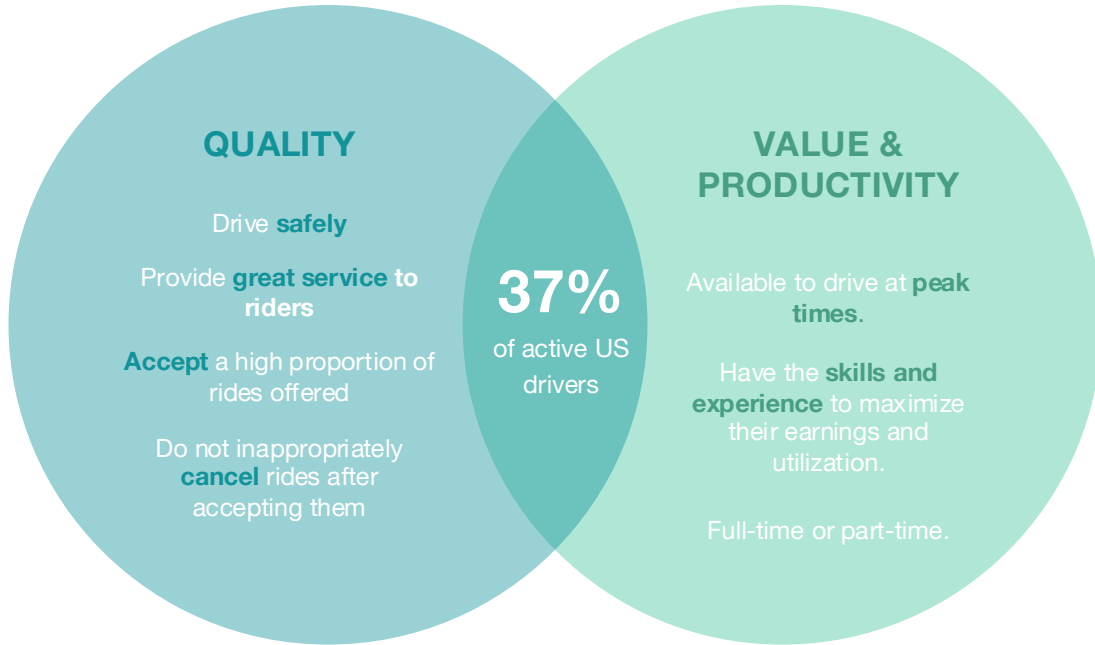 QUALITY
Drive safely
Provide great service to
riders
Accept a high proportion of
rides offered
Do not inappropriately
cancel rides after
accepting them
37%
of active US
drivers
VALUE &
PRODUCTIVITY
Available to drive at peak
times.
Have the skills and
experience to maximize
their earnings and
utilization.
Full-time or part-time.